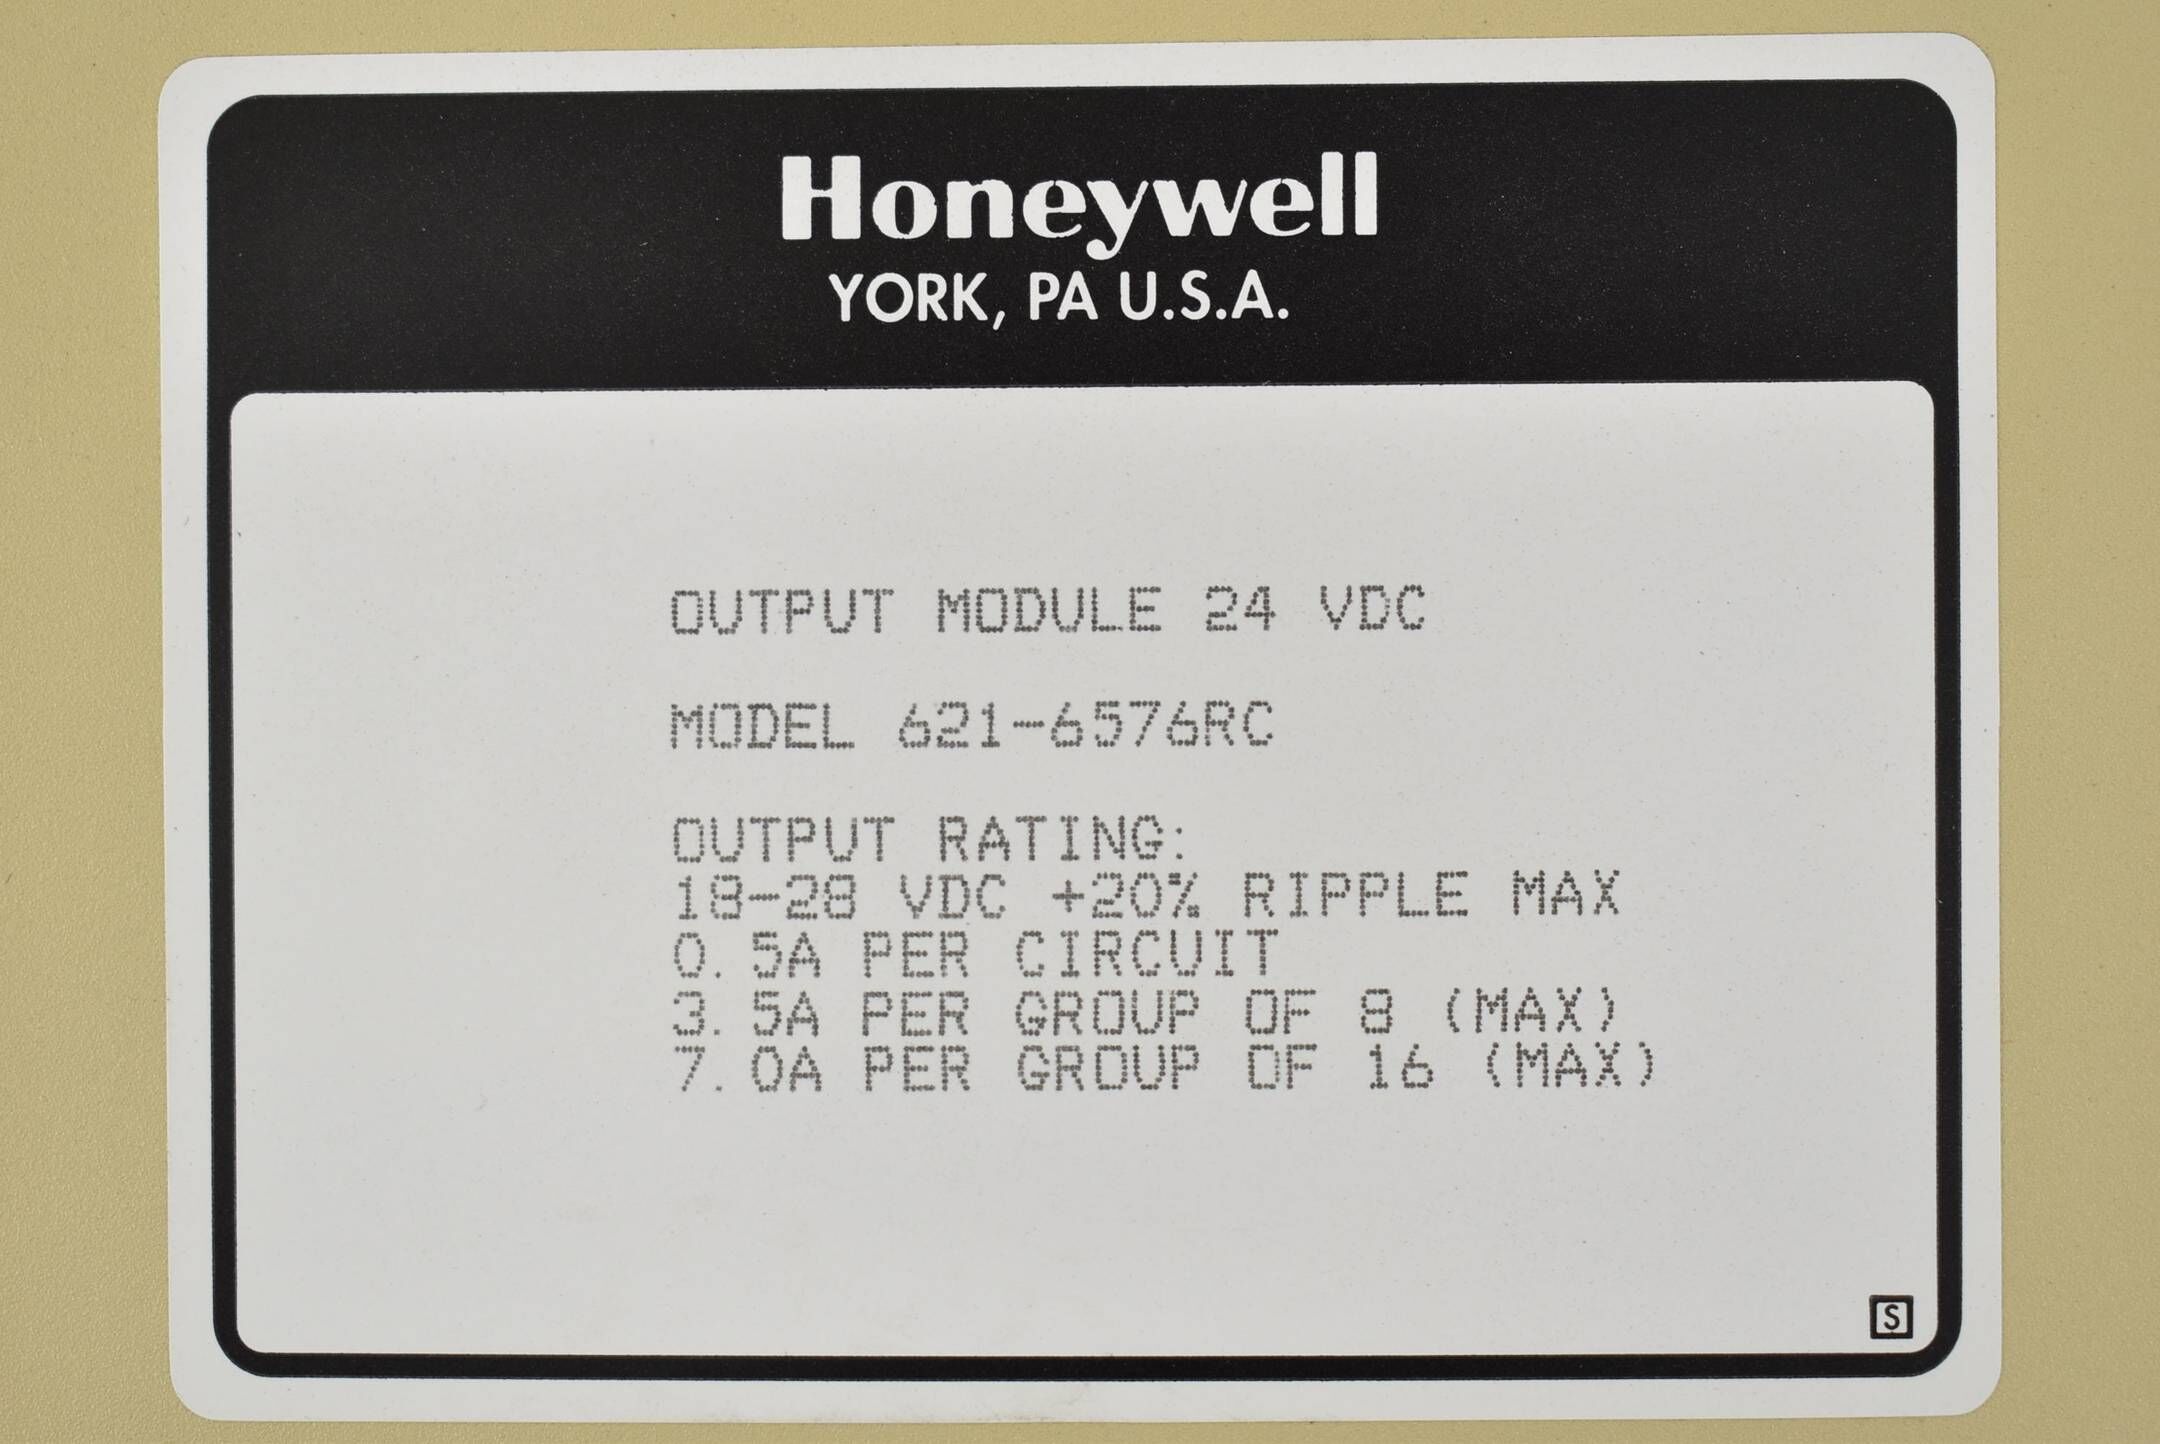 Honeywell
YORK, PA U.S.A.
OUTPUT MODULE 24 VDC
MODEL 621-6576RC
OUTPUT RATING:
18-28 VDC +20% RIPPLE MAX
0.5A PER CIRCUIT
3.5A PER GROUP OF 8 (MAX)
7.0A PER GROUP OF 16 (MAX)
S